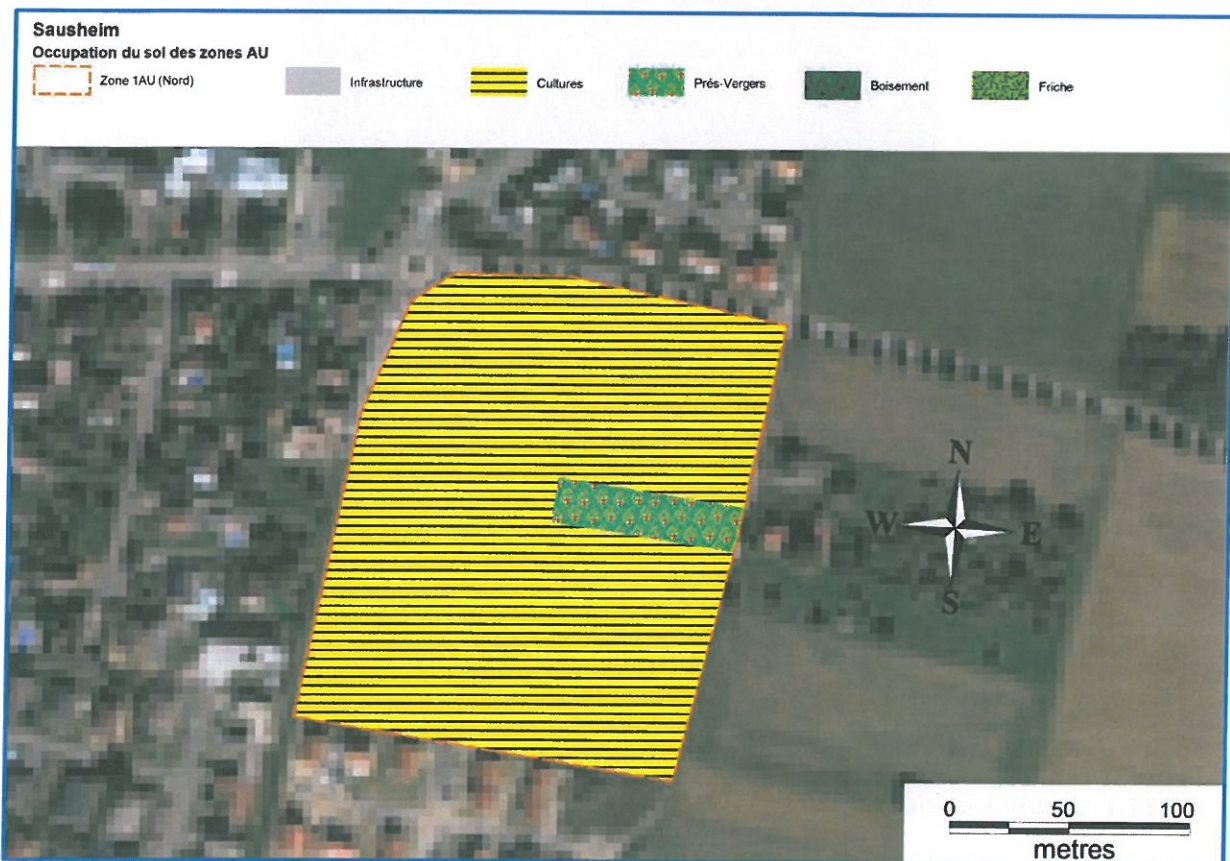 Sausheim
Occupation du sol des zones AU
Zone 1AU (Nord) Infrastructure Cultures Prés-Vergers Boisement Friche
N
W E
S
0 50 100
metres